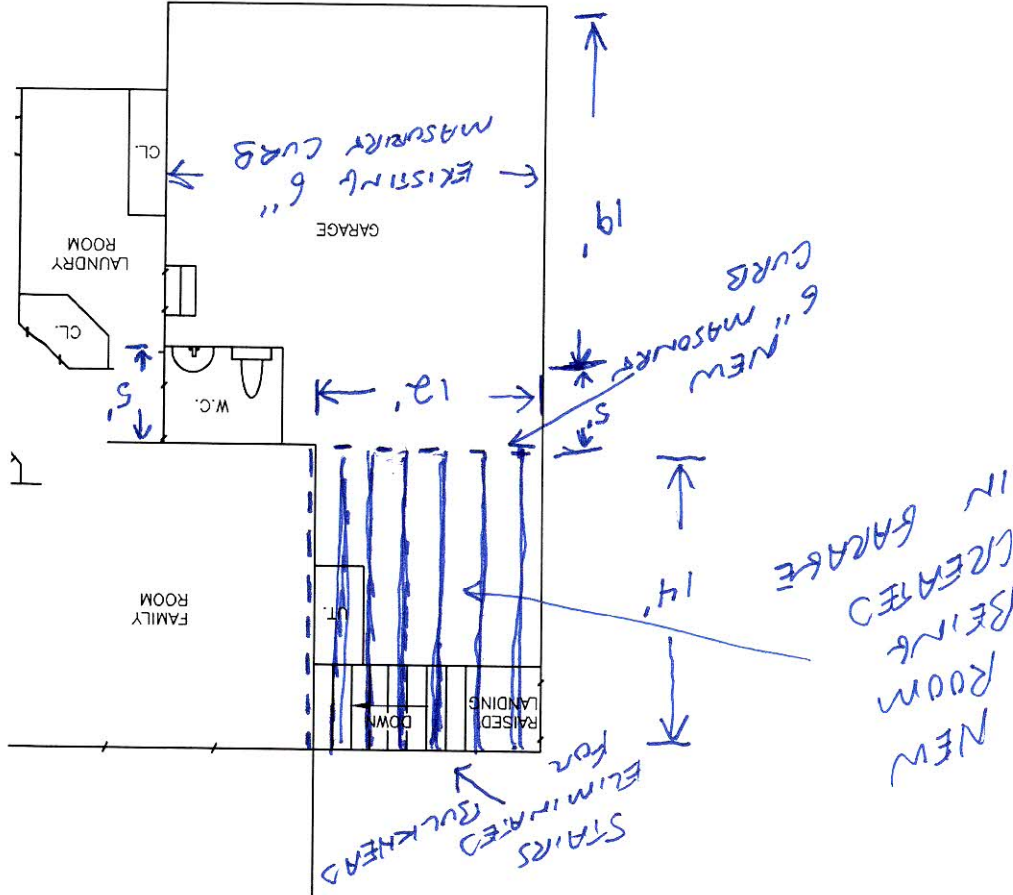 STAIRS
ELIMINATED
FOR BULKHEAD
NEW
ROOM
BEING
CREATED
IN GARAGE
RAISED
LANDING
DOWN
14'
UT.
FAMILY
ROOM
NEW
6" MASONRY
CURB
5'
12'
W.C.
5'
CL.
19'
LAUNDRY
ROOM
GARAGE
EXISTING 6"
MASONRY CURB
CL.